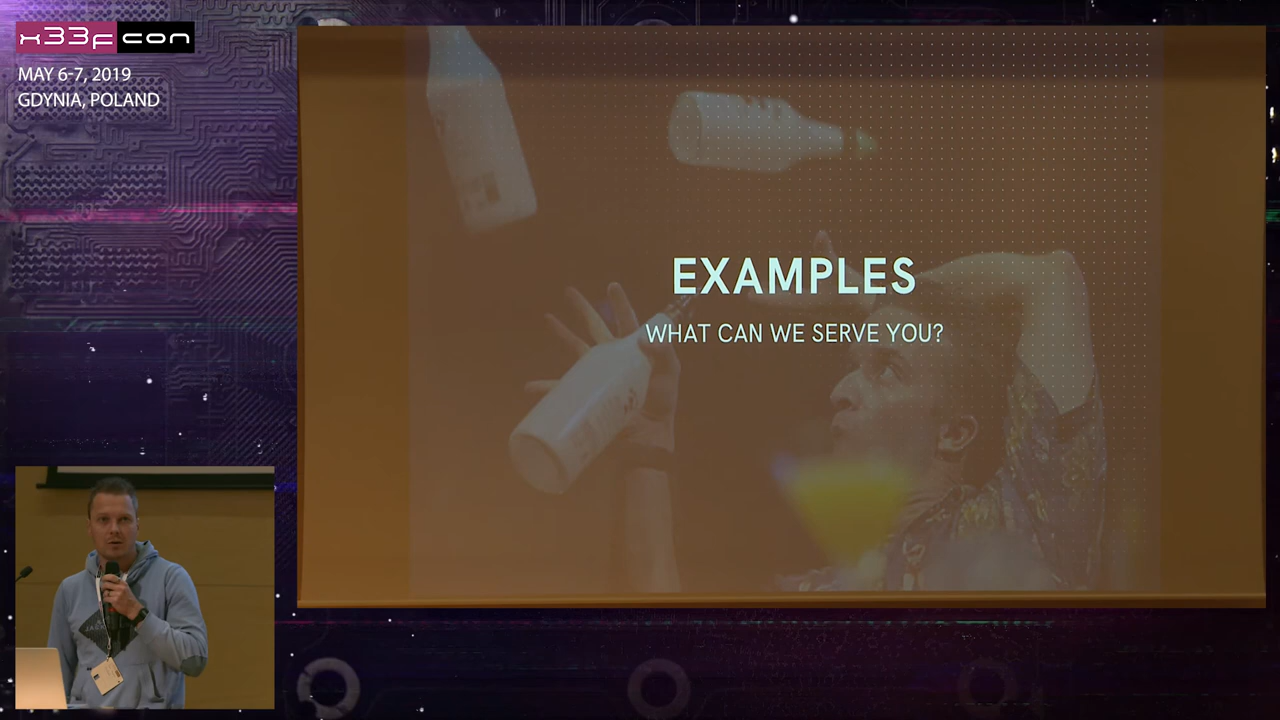 x33fcon
MAY 6-7, 2019
GDYNIA, POLAND
EXAMPLES
WHAT CAN WE SERVE YOU?